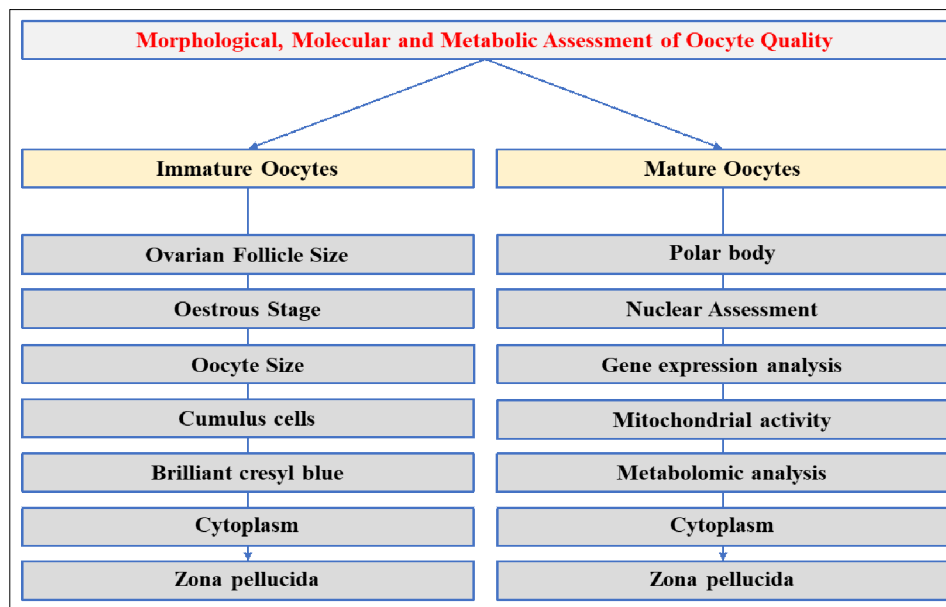 Morphological, Molecular and Metabolic Assessment of Oocyte Quality
Immature Oocytes
Ovarian Follicle Size
Oestrous Stage
Oocyte Size
Cumulus cells
Brilliant cresyl blue
Cytoplasm
Zona pellucida
Mature Oocytes
Polar body
Nuclear Assessment
Gene expression analysis
Mitochondrial activity
Metabolomic analysis
Cytoplasm
Zona pellucida